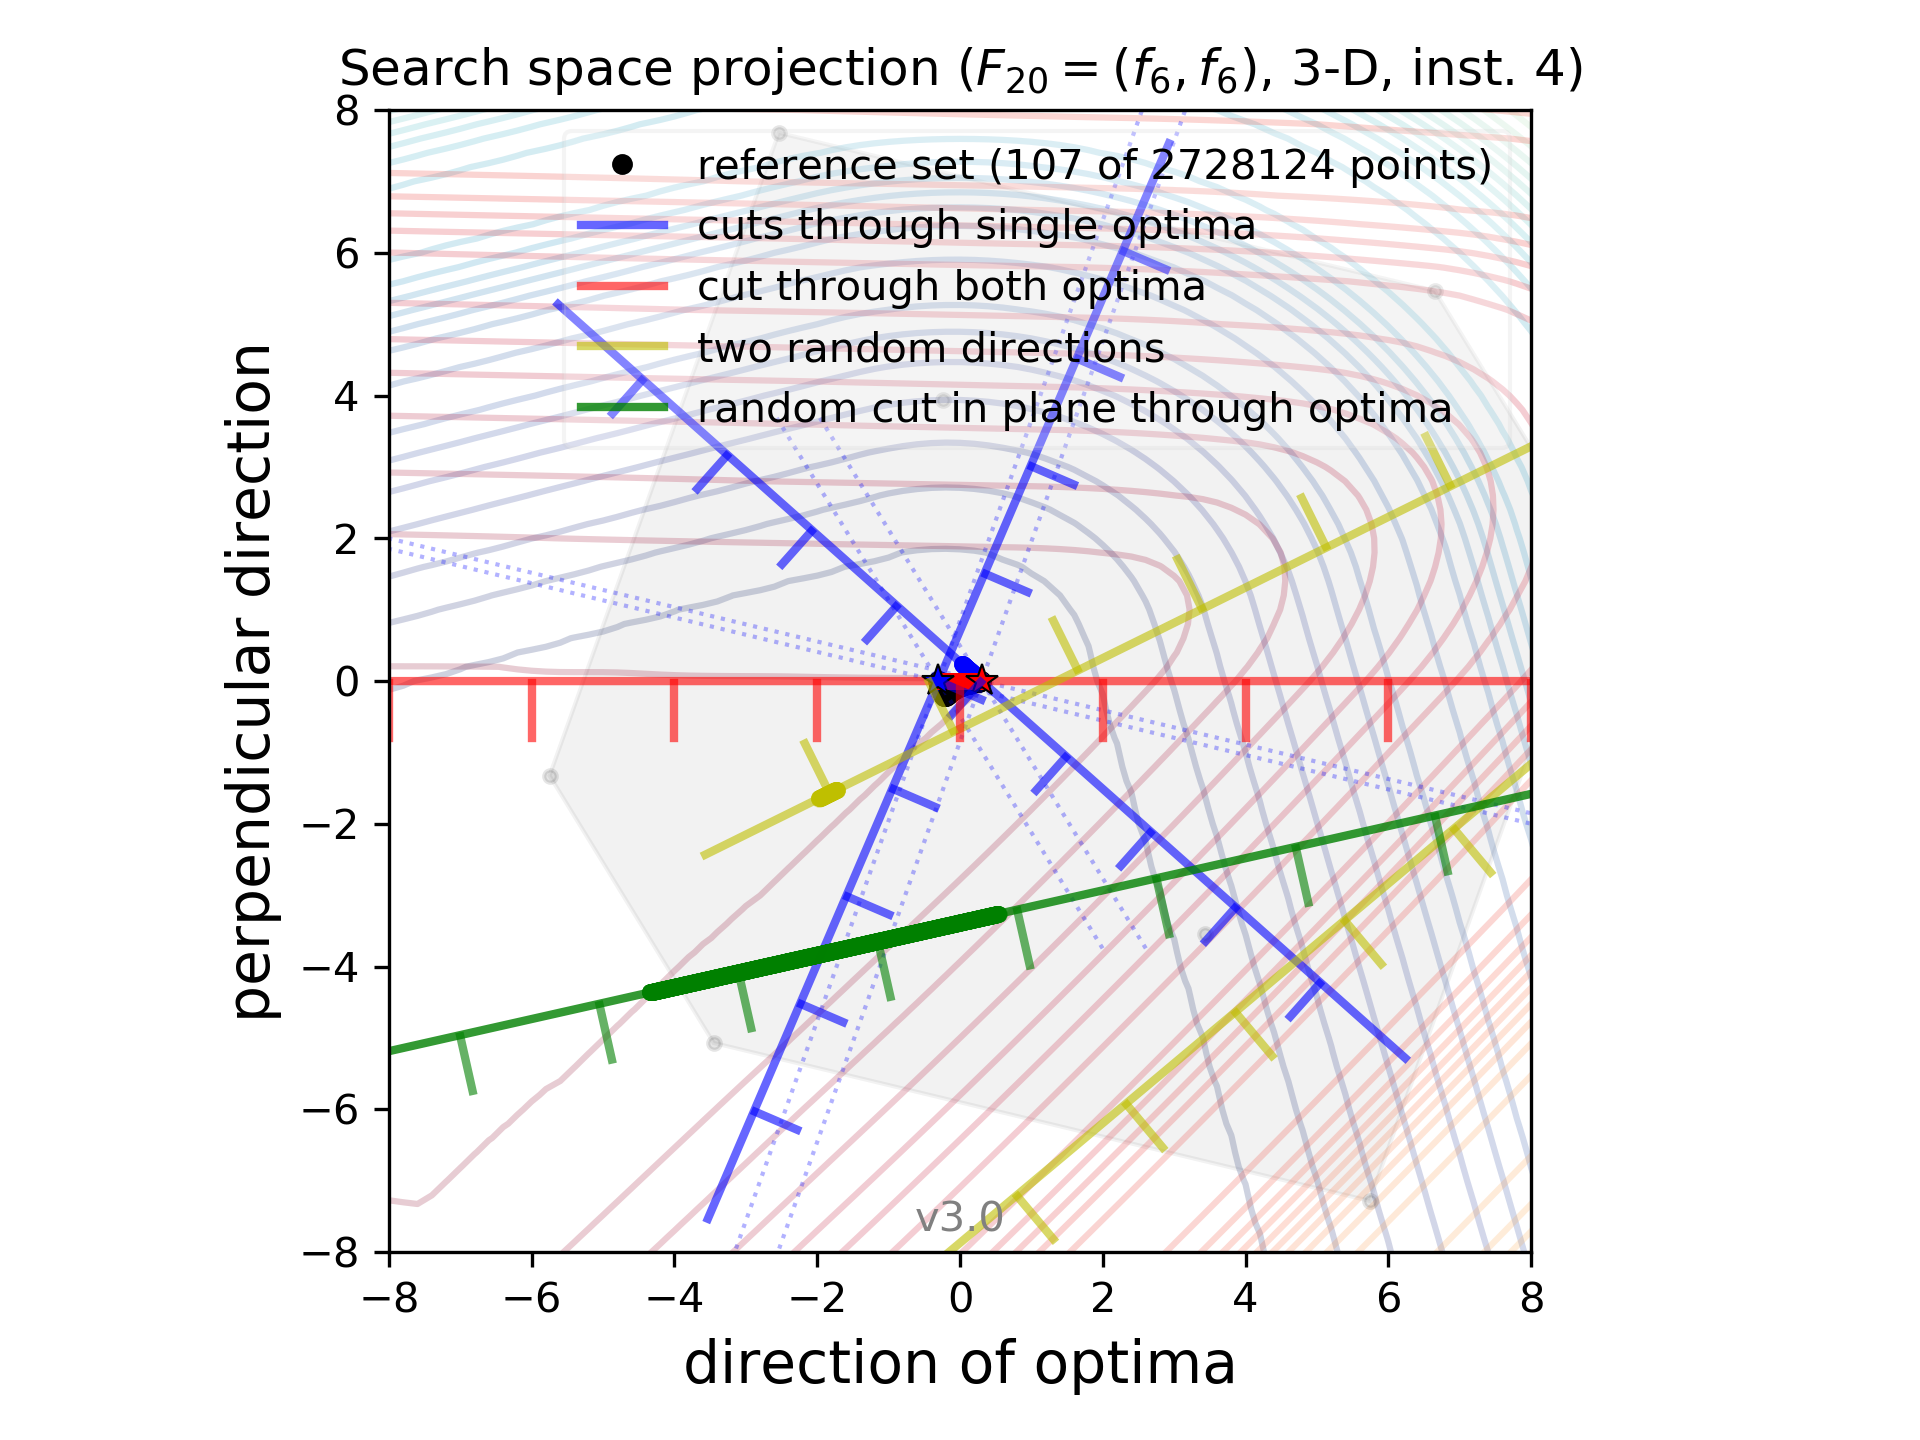 Search space projection (F20 = (f6, f6), 3-D, inst. 4)
reference set (107 of 2728124 points)
cuts through single optima
cut through both optima
two random directions
random cut in plane through optima
perpendicular direction
8
6
4
2
0
−2
−4
−6
−8
v3.0
−8 −6 −4 −2 0 2 4 6 8
direction of optima